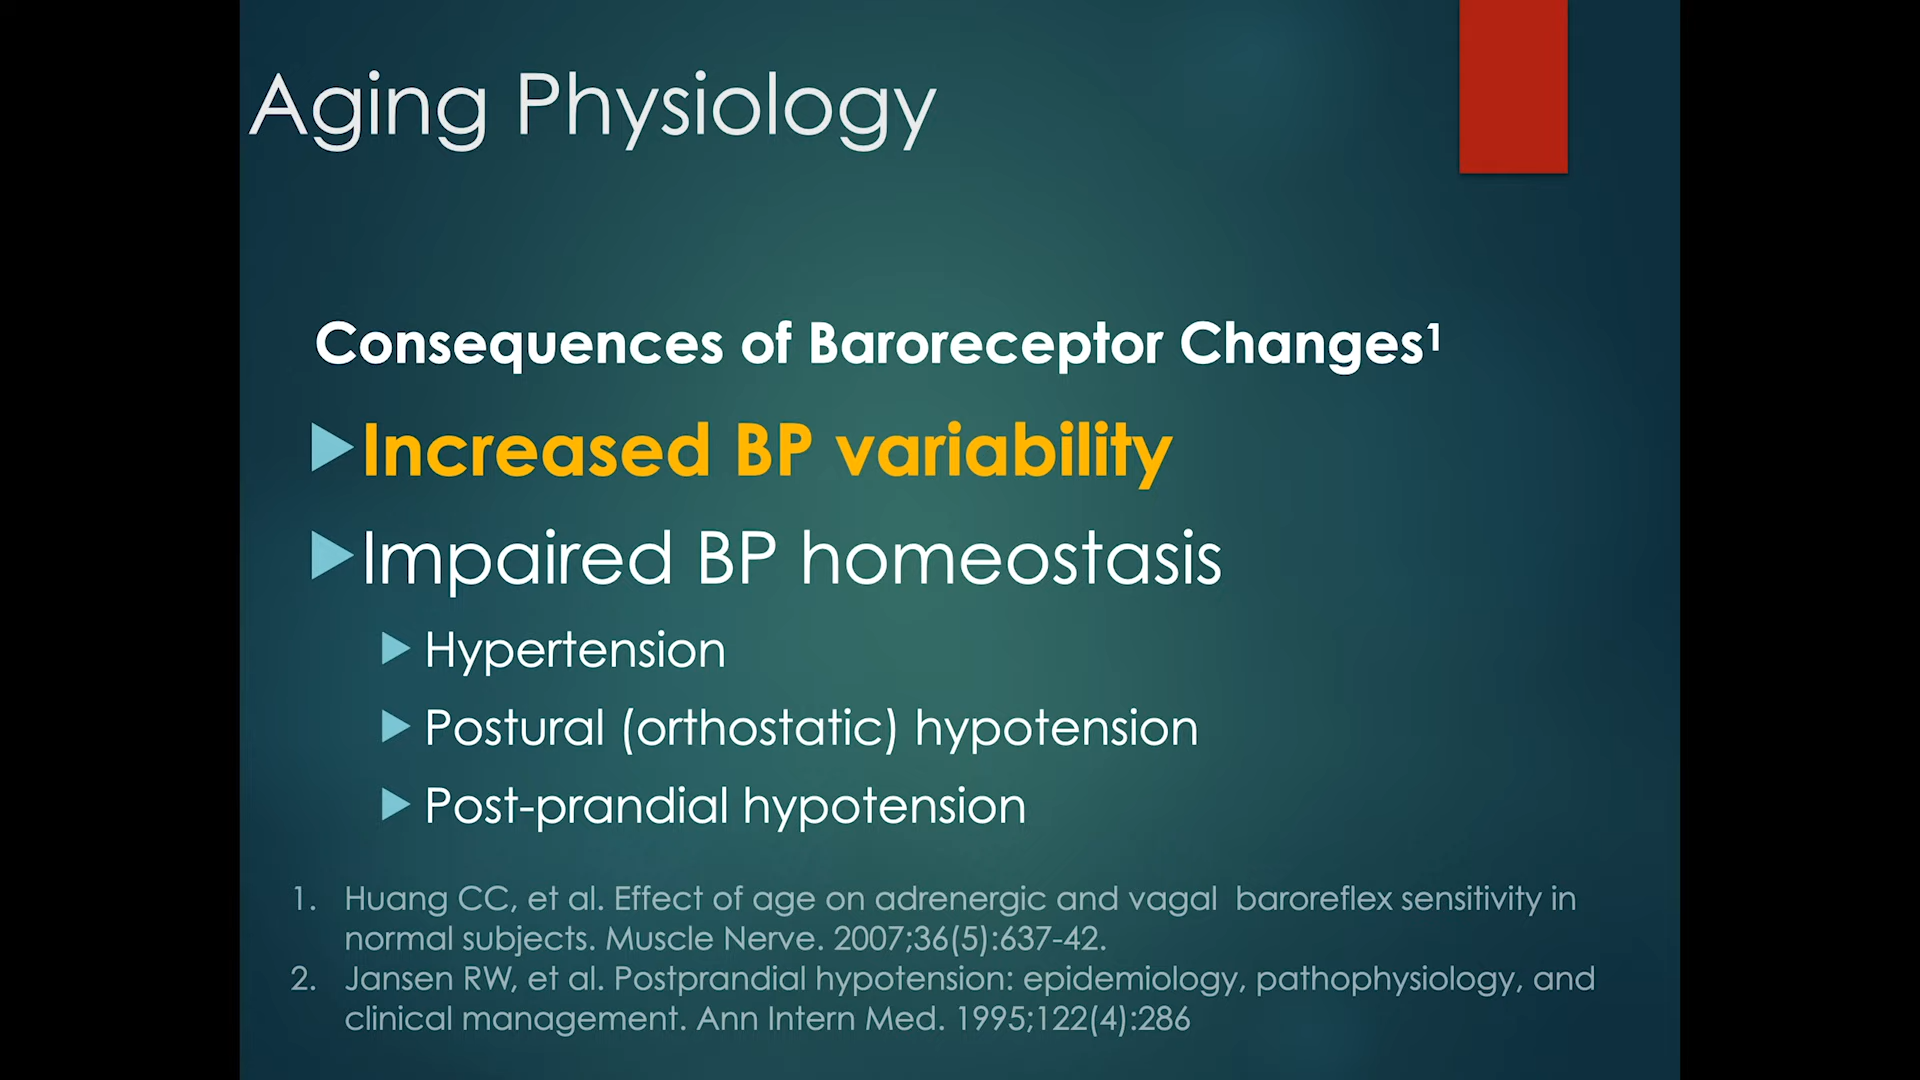 Aging Physiology
Consequences of Baroreceptor Changes¹
Increased BP variability
Impaired BP homeostasis
Hypertension
Postural (orthostatic) hypotension
Post-prandial hypotension
1. Huang CC, et al. Effect of age on adrenergic and vagal baroreflex sensitivity in
normal subjects. Muscle Nerve. 2007;36(5):637-42.
2. Jansen RW, et al. Postprandial hypotension: epidemiology, pathophysiology, and
clinical management. Ann Intern Med. 1995;122(4):286